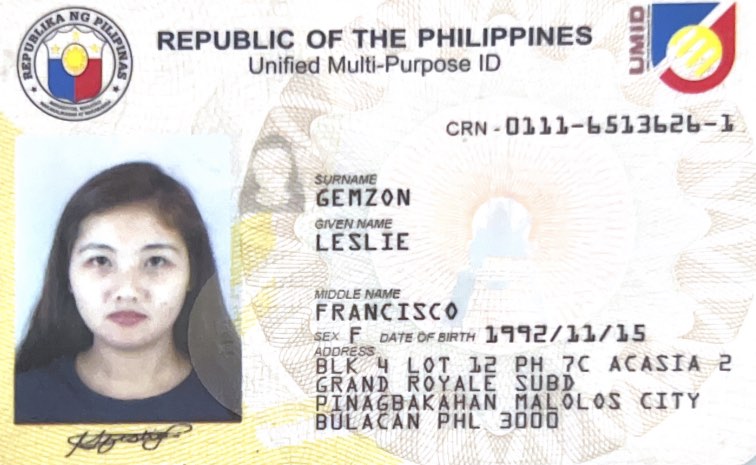 REPUBLIKA NG PILIPINAS
REPUBLIC OF THE PHILIPPINES
Unified Multi-Purpose ID
UMID
CRN - 0111-6513626-1
SURNAME
GEMZON
GIVEN NAME
LESLIE
MIDDLE NAME
FRANCISCO
SEX F DATE OF BIRTH 1992/11/15
ADDRESS
BLK 4 LOT 12 PH 7C ACASIA 2
GRAND ROYALE SUBD
PINAGBAKAHAN MALOLOS CITY
BULACAN PHL 3000